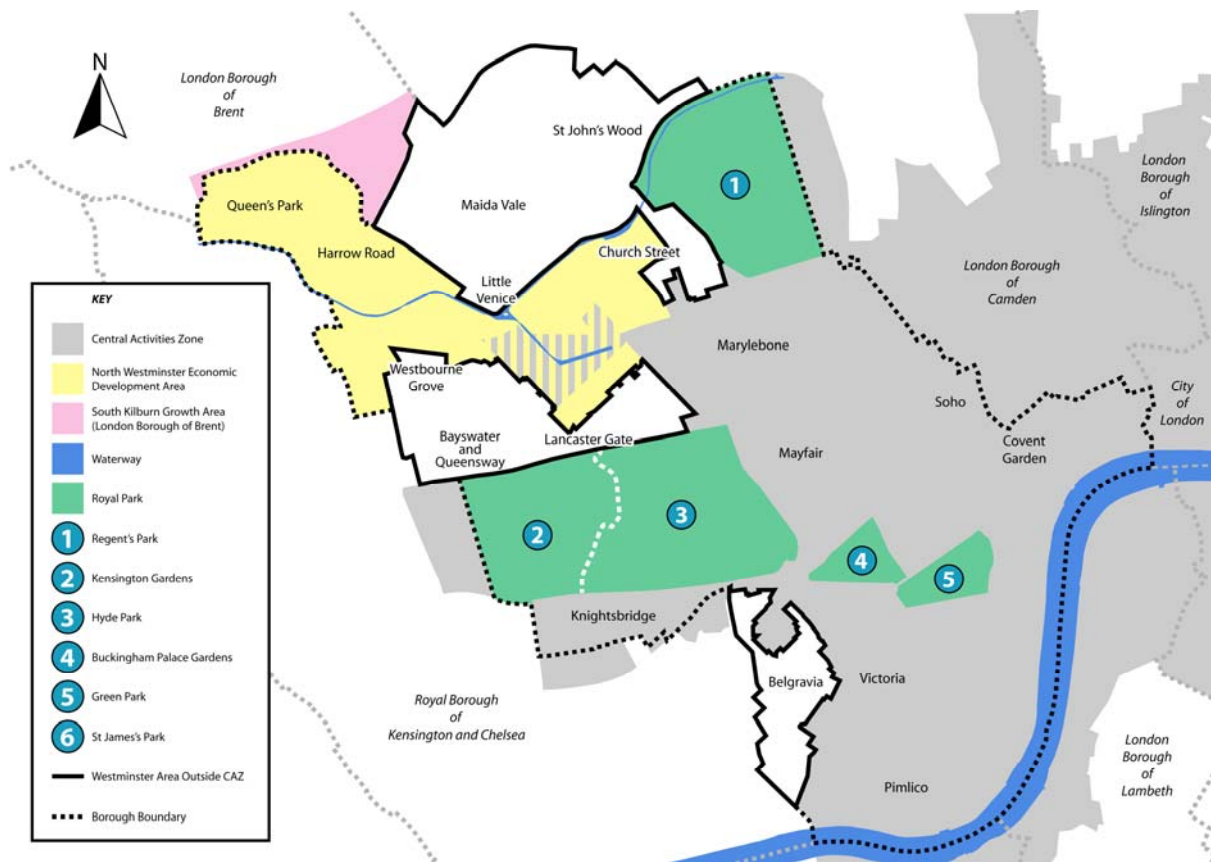 N
London Borough
of
Brent
St John's Wood
1
London
Borough
of
Islington
Queen's Park
Maida Vale
Harrow Road
Church Street
London Borough
of
Camden
Little
Venice
Marylebone
Westbourne
Grove
Soho
City
of
London
Bayswater
and
Queensway
Lancaster Gate
Mayfair
Covent
Garden
2
3
4
5
Knightsbridge
Belgravia
Victoria
Royal Borough
of
Kensington and Chelsea
London
Borough
of
Lambeth
Pimlico
KEY
Central Activities Zone
North Westminster Economic
Development Area
South Kilburn Growth Area
(London Borough of Brent)
Waterway
Royal Park
1 Regent's Park
2 Kensington Gardens
3 Hyde Park
4 Buckingham Palace Gardens
5 Green Park
6 St James's Park
Westminster Area Outside CAZ
Borough Boundary